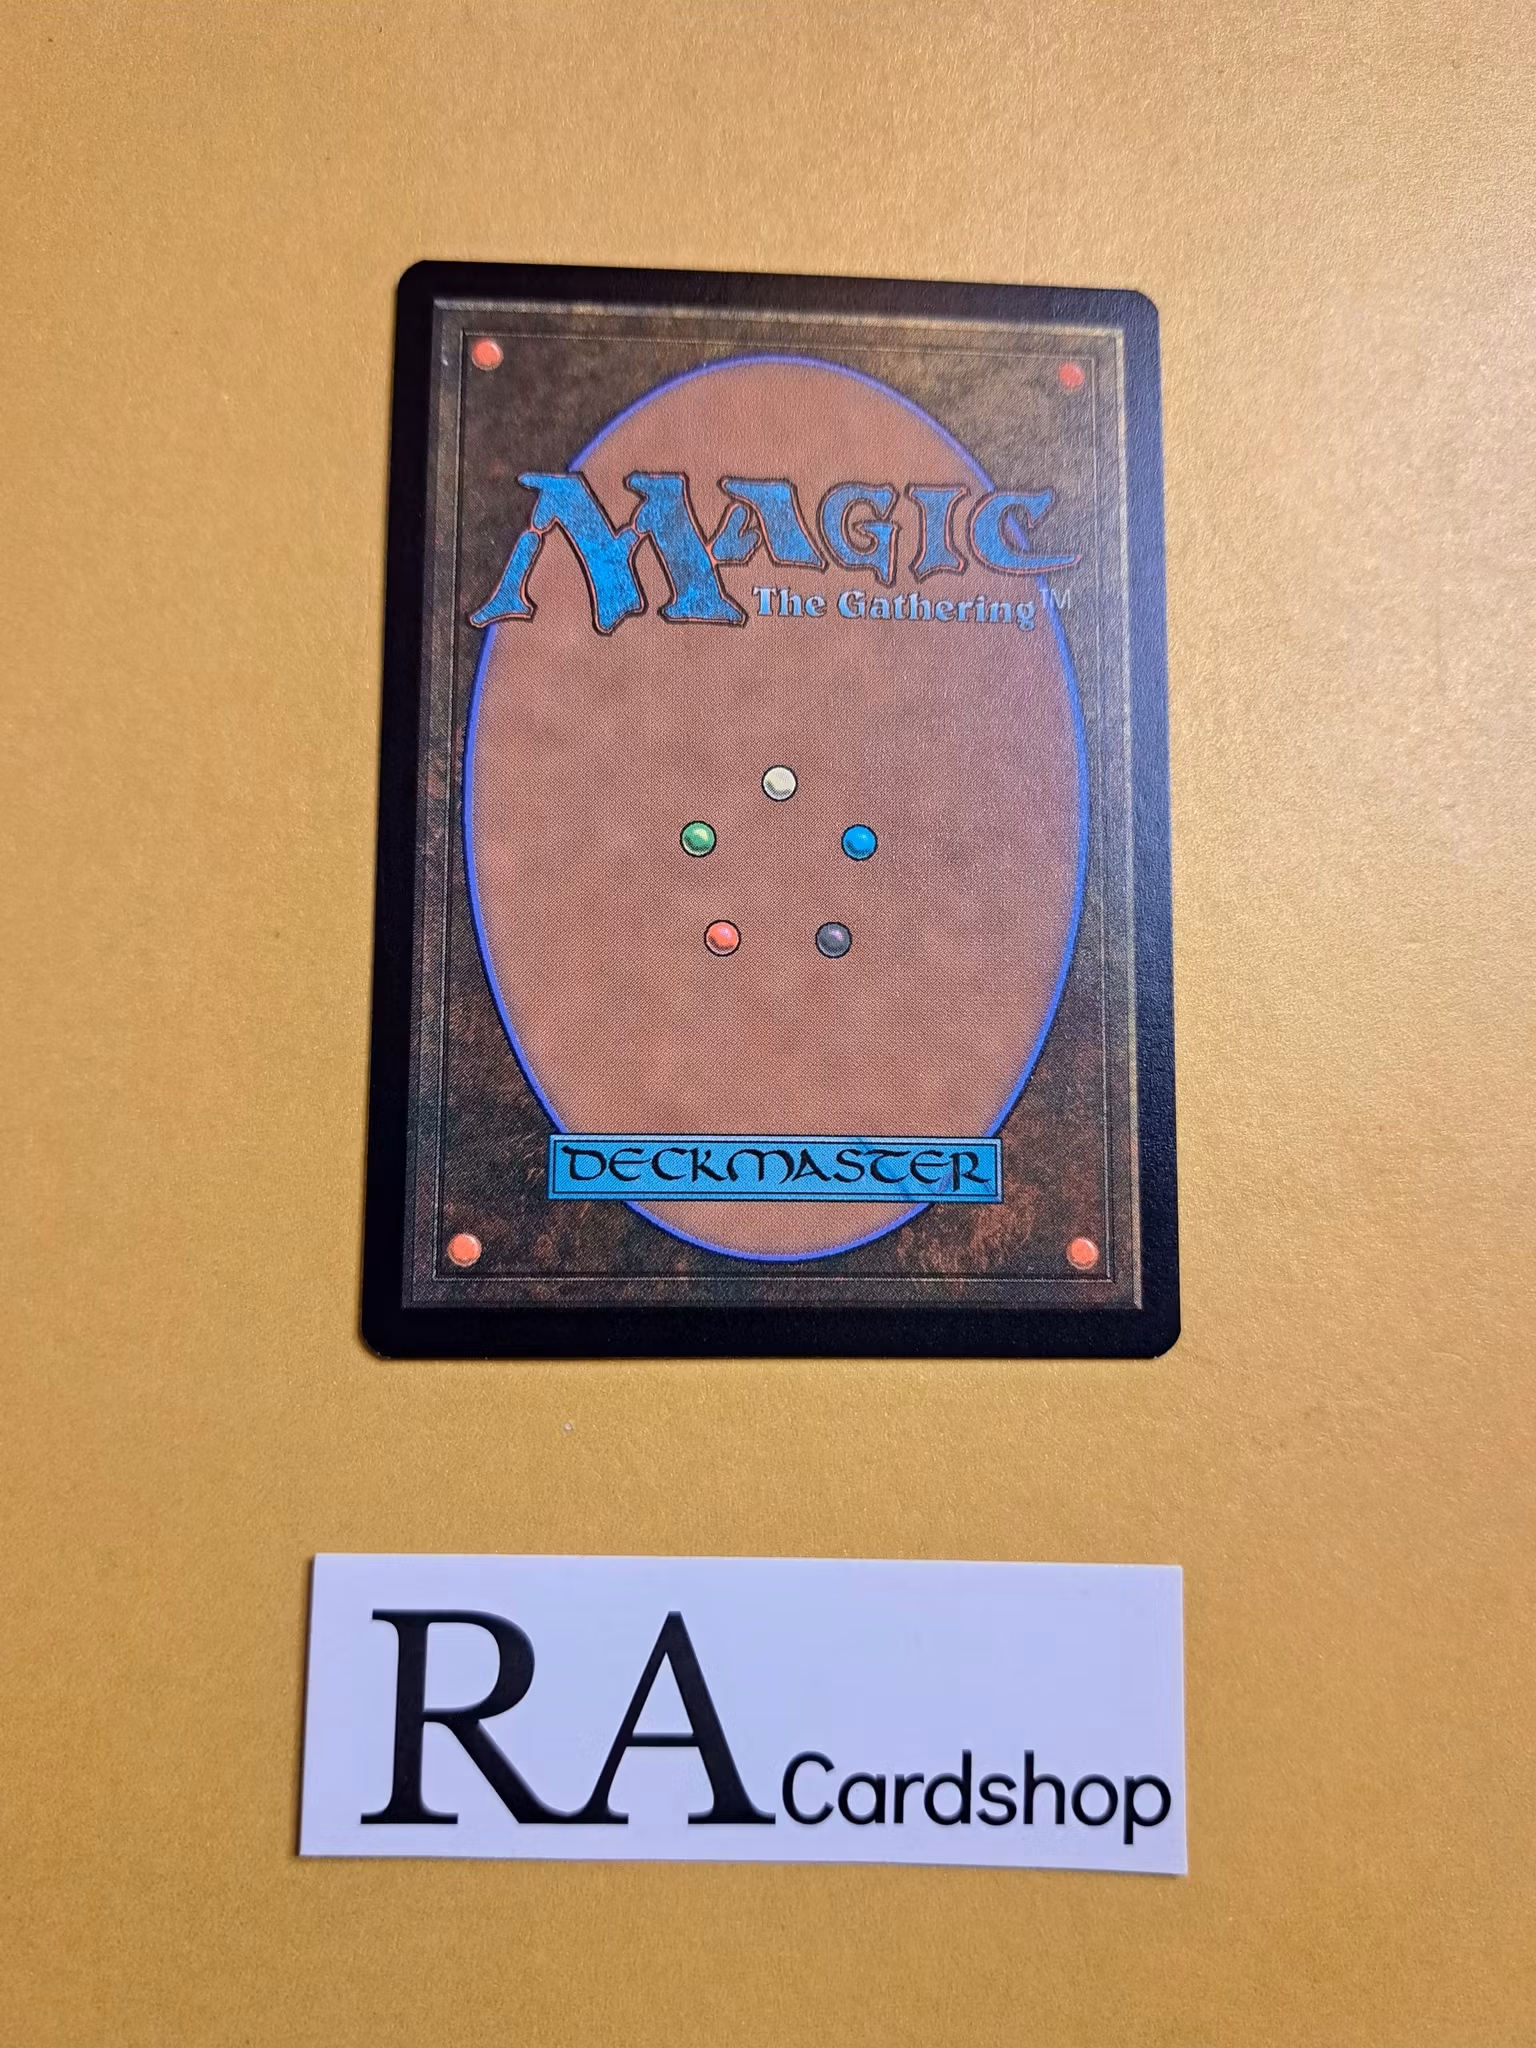 MAGIC
The Gathering™
DECKMASTER
RA Cardshop